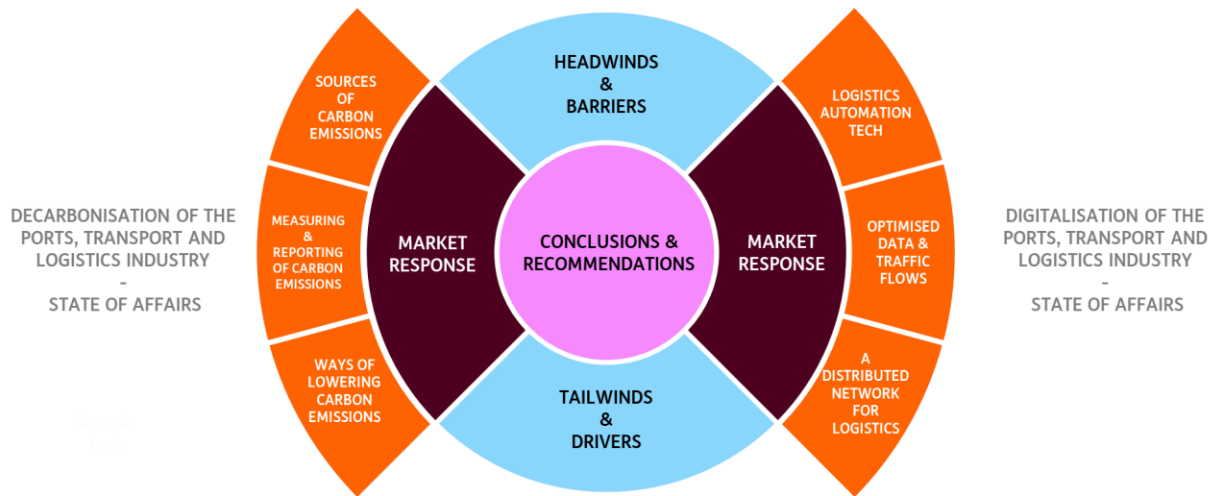 DECARBONISATION OF THE
PORTS, TRANSPORT AND
LOGISTICS INDUSTRY
-
STATE OF AFFAIRS
SOURCES
OF
CARBON
EMISSIONS
MEASURING
&
REPORTING
OF CARBON
EMISSIONS
WAYS OF
LOWERING
CARBON
EMISSIONS
MARKET
RESPONSE
HEADWINDS
&
BARRIERS
CONCLUSIONS &
RECOMMENDATIONS
TAILWINDS
&
DRIVERS
MARKET
RESPONSE
LOGISTICS
AUTOMATION
TECH
OPTIMISED
DATA &
TRAFFIC
FLOWS
A
DISTRIBUTED
NETWORK
FOR
LOGISTICS
DIGITALISATION OF THE
PORTS, TRANSPORT AND
LOGISTICS INDUSTRY
-
STATE OF AFFAIRS